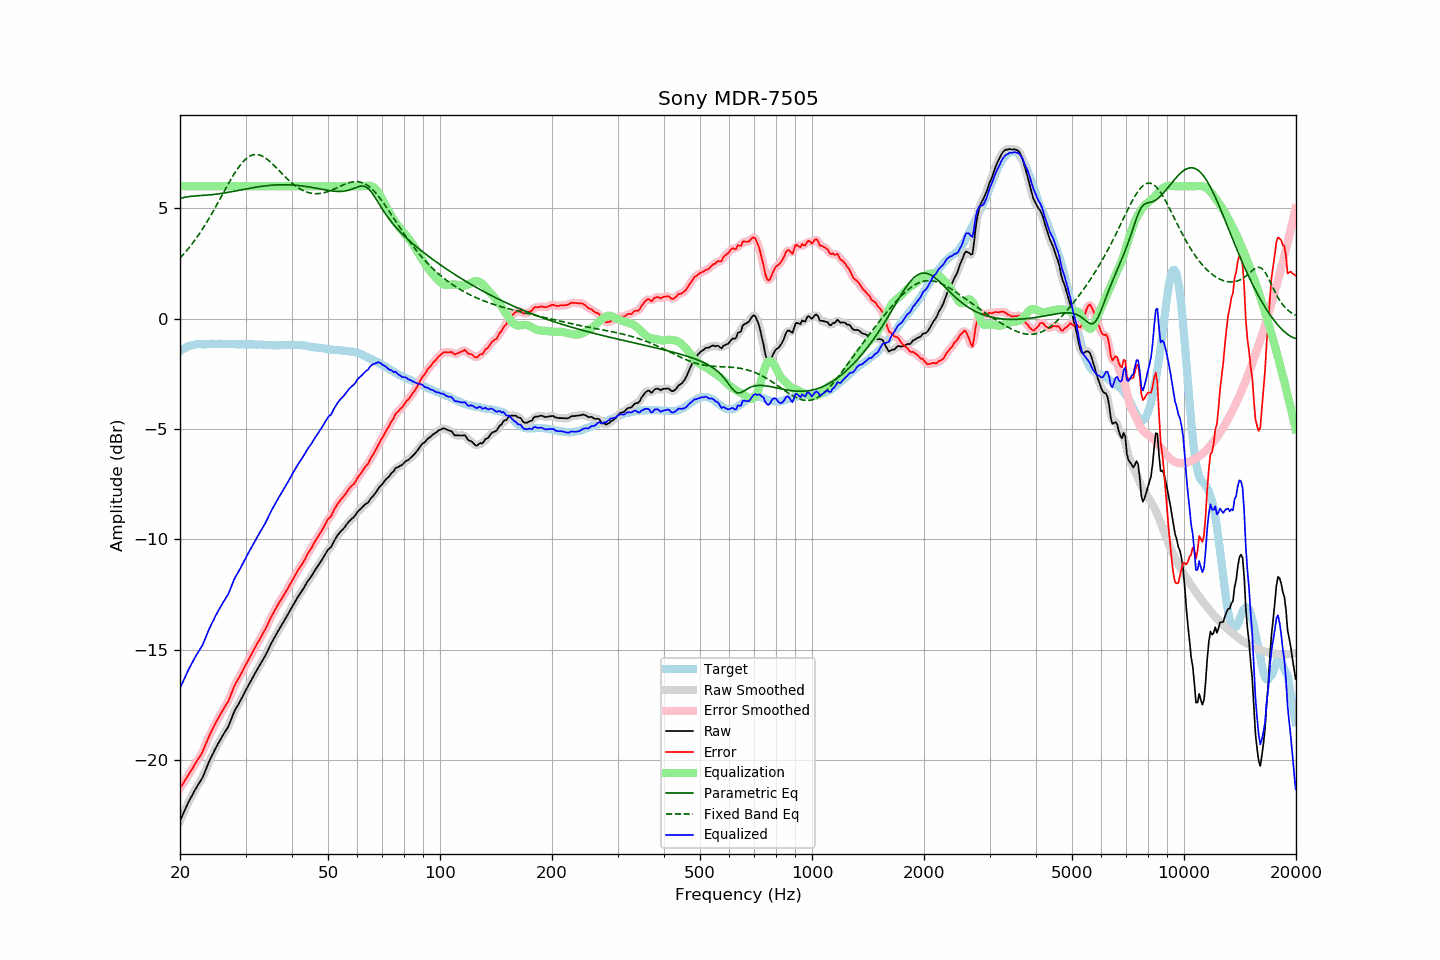 Sony MDR-7505
Amplitude (dBr)
5
0
−5
−10
−15
−20
Target
Raw Smoothed
Error Smoothed
Raw
Error
Equalization
Parametric Eq
Fixed Band Eq
Equalized
20 50 100 200 500 1000 2000 5000 10000 20000
Frequency (Hz)